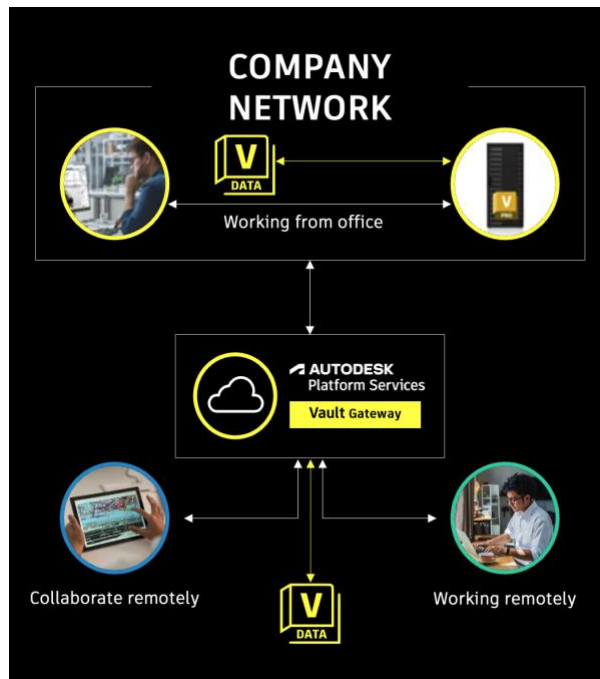 COMPANY
NETWORK
V
DATA
V
PRO
Working from office
AUTODESK
Platform Services
Vault Gateway
Collaborate remotely
Working remotely
V
DATA